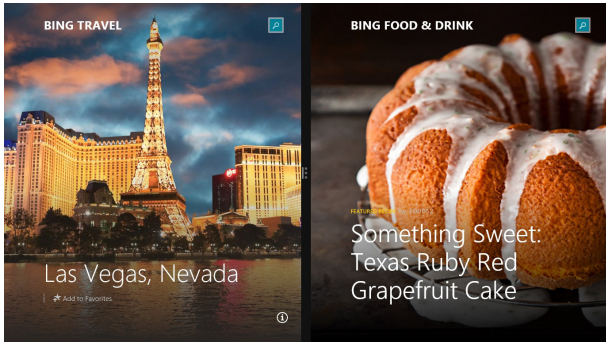 BING TRAVEL
Las Vegas, Nevada
Add to Favorites
BING FOOD & DRINK
Something Sweet:
Texas Ruby Red
Grapefruit Cake